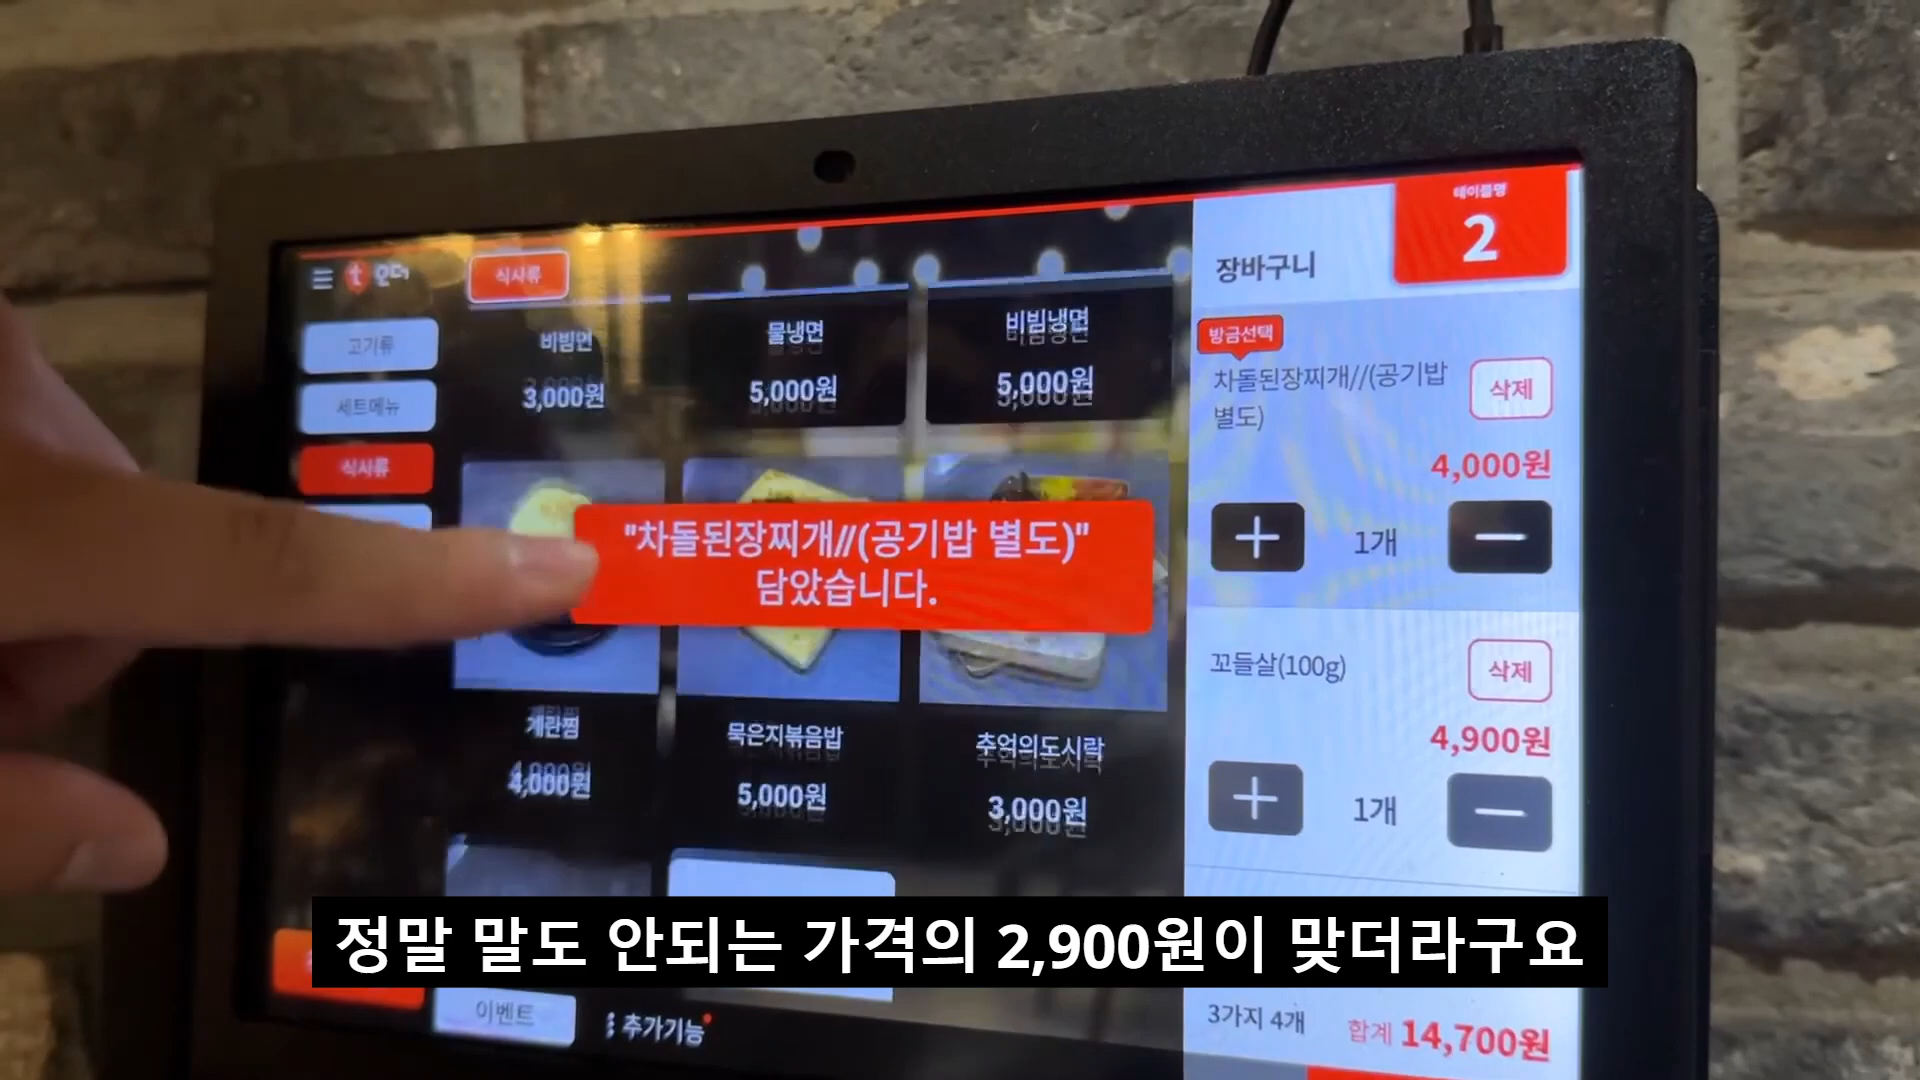 테이블명
2
장바구니
오더
식사류
고기류
세트메뉴
식사류
비빔면
3,000원
물냉면
5,000원
비빔냉면
5,000원
방금선택
차돌된장찌개//(공기밥
별도)
삭제
4,000원
1개
"차돌된장찌개//(공기밥 별도)"
담았습니다.
꼬들살(100g)
삭제
4,900원
1개
계란찜
4,000원
묵은지볶음밥
5,000원
추억의도시락
3,000원
정말 말도 안되는 가격의 2,900원이 맞더라구요
이벤트
추가기능
3가지 4개
합계 14,700원